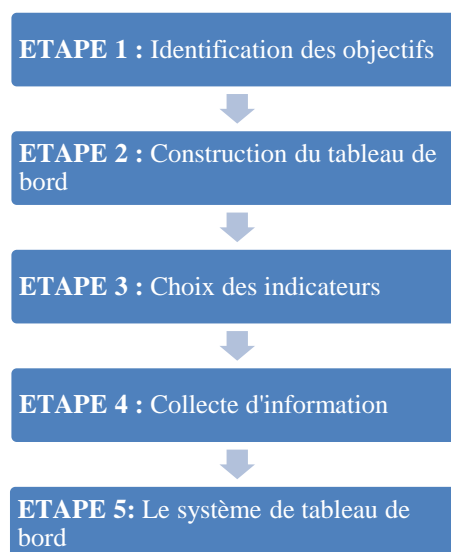 ETAPE 1 : Identification des objectifs
ETAPE 2 : Construction du tableau de
bord
ETAPE 3 : Choix des indicateurs
ETAPE 4 : Collecte d'information
ETAPE 5: Le système de tableau de
bord